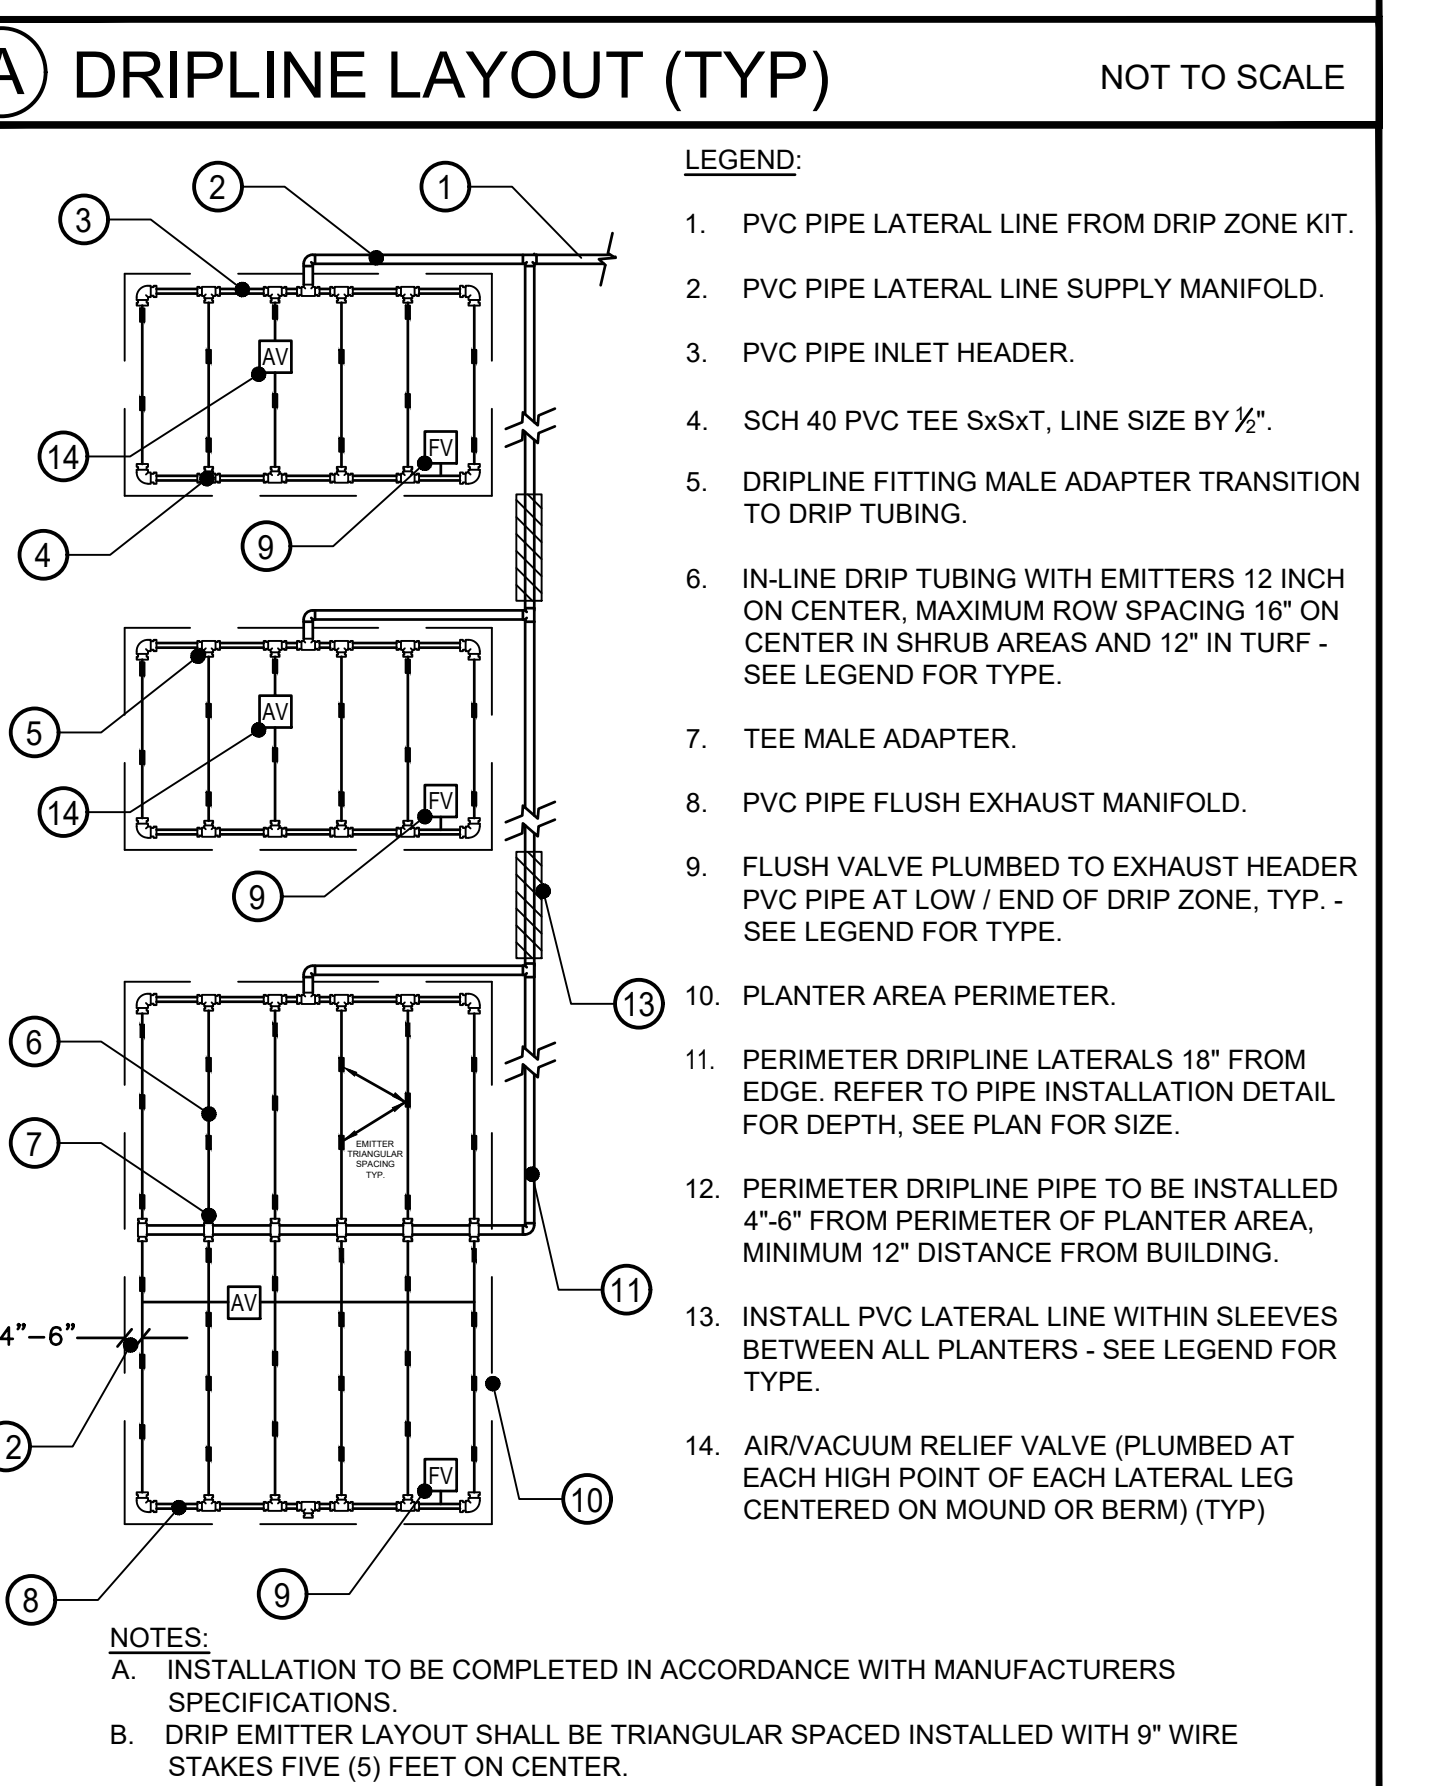 A DRIPLINE LAYOUT (TYP) NOT TO SCALE
2
1
3
AV
14
FV
4
9
5
AV
14
FV
9
13
6
7
EMITTER
TRIANGULAR
SPACING
TYP.
11
AV
4"-6"
2
FV
10
8
9
LEGEND:
1. PVC PIPE LATERAL LINE FROM DRIP ZONE KIT.
2. PVC PIPE LATERAL LINE SUPPLY MANIFOLD.
3. PVC PIPE INLET HEADER.
4. SCH 40 PVC TEE SxSxT, LINE SIZE BY ½".
5. DRIPLINE FITTING MALE ADAPTER TRANSITION
TO DRIP TUBING.
6. IN-LINE DRIP TUBING WITH EMITTERS 12 INCH
ON CENTER, MAXIMUM ROW SPACING 16" ON
CENTER IN SHRUB AREAS AND 12" IN TURF -
SEE LEGEND FOR TYPE.
7. TEE MALE ADAPTER.
8. PVC PIPE FLUSH EXHAUST MANIFOLD.
9. FLUSH VALVE PLUMBED TO EXHAUST HEADER
PVC PIPE AT LOW / END OF DRIP ZONE, TYP. -
SEE LEGEND FOR TYPE.
10. PLANTER AREA PERIMETER.
11. PERIMETER DRIPLINE LATERALS 18" FROM
EDGE. REFER TO PIPE INSTALLATION DETAIL
FOR DEPTH, SEE PLAN FOR SIZE.
12. PERIMETER DRIPLINE PIPE TO BE INSTALLED
4"-6" FROM PERIMETER OF PLANTER AREA,
MINIMUM 12" DISTANCE FROM BUILDING.
13. INSTALL PVC LATERAL LINE WITHIN SLEEVES
BETWEEN ALL PLANTERS - SEE LEGEND FOR
TYPE.
14. AIR/VACUUM RELIEF VALVE (PLUMBED AT
EACH HIGH POINT OF EACH LATERAL LEG
CENTERED ON MOUND OR BERM) (TYP)
NOTES:
A. INSTALLATION TO BE COMPLETED IN ACCORDANCE WITH MANUFACTURERS
SPECIFICATIONS.
B. DRIP EMITTER LAYOUT SHALL BE TRIANGULAR SPACED INSTALLED WITH 9" WIRE
STAKES FIVE (5) FEET ON CENTER.